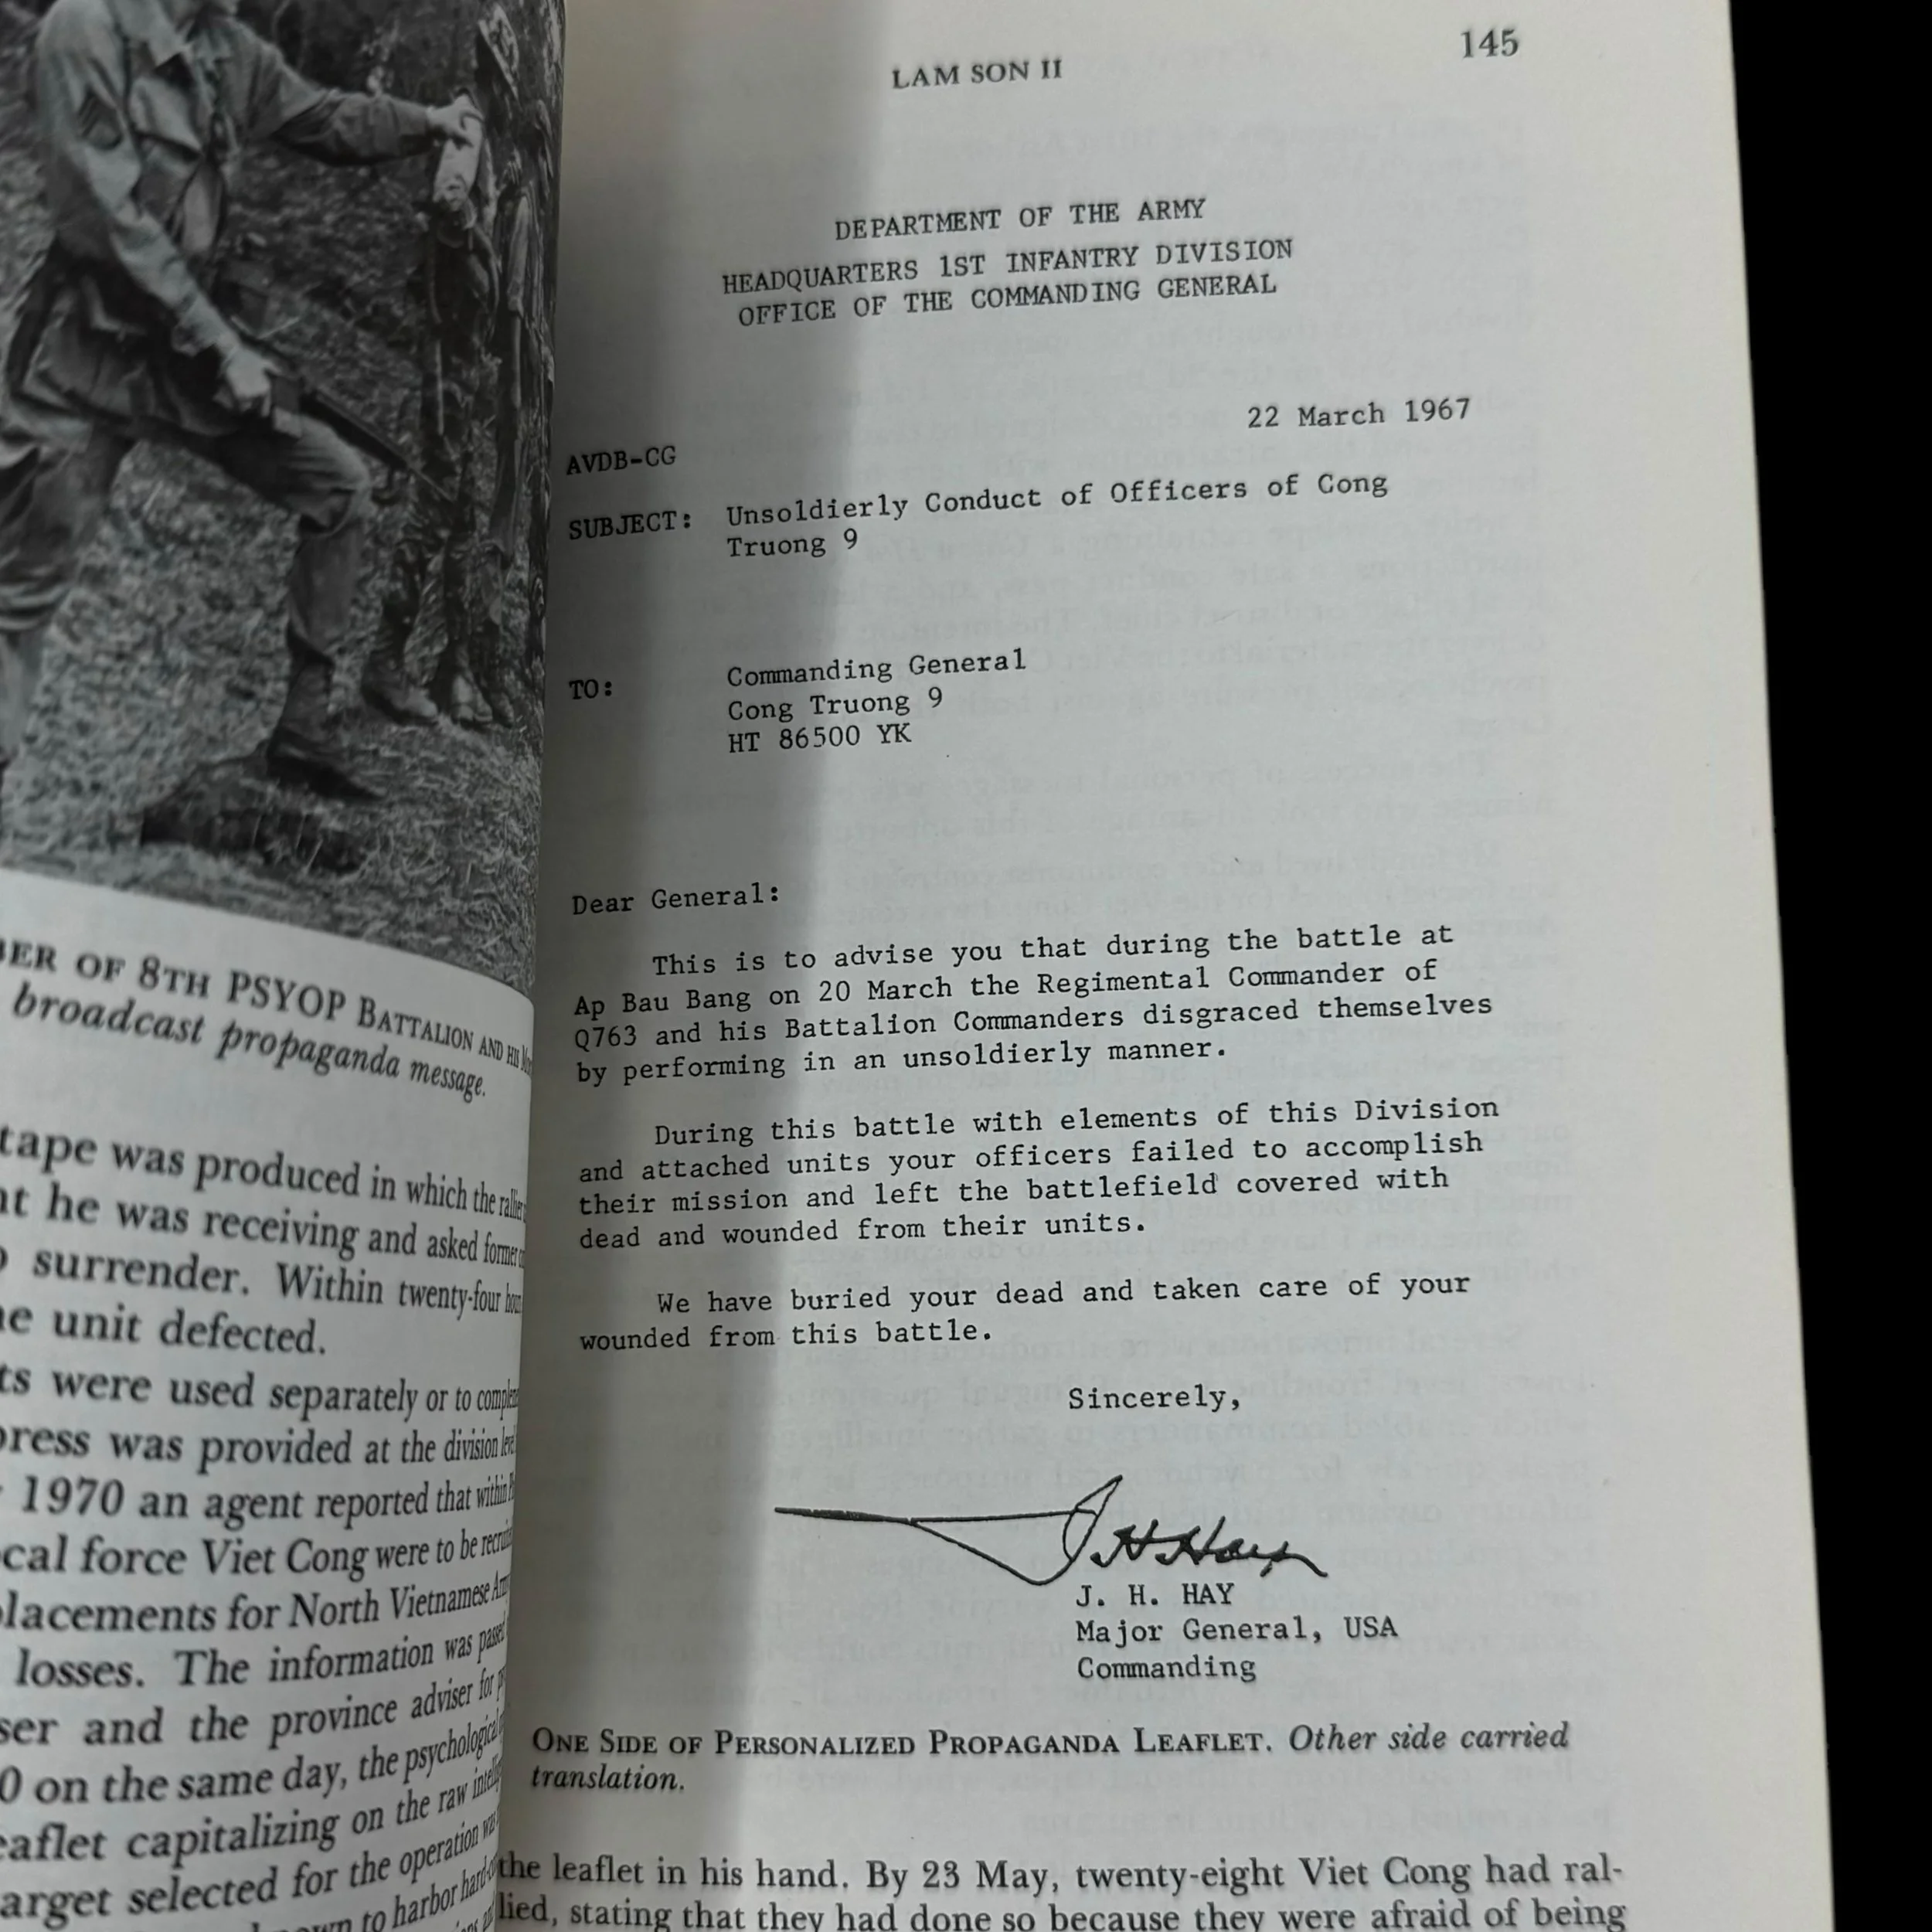 OF 8TH PSYOP BATTALION AND HIS
broadcast propaganda message.
tape was produced in which the
he was receiving and asked
surrender. Within twenty-four
unit defected.
were used separately or to
was provided at the division
1970 an agent reported that within
force Viet Cong were to be
for North Vietnamese
losses. The information was
and the province adviser for
on the same day, the psychological
capitalizing on the raw
selected for the operation
to harbor
LAM SON II
145
DEPARTMENT OF THE ARMY
HEADQUARTERS 1ST INFANTRY DIVISION
OFFICE OF THE COMMANDING GENERAL
22 March 1967
AVDB-CG
SUBJECT: Unsoldierly Conduct of Officers of Cong
Truong 9
TO: Commanding General
Cong Truong 9
HT 86500 YK
Dear General:
This is to advise you that during the battle at
Ap Bau Bang on 20 March the Regimental Commander of
Q763 and his Battalion Commanders disgraced themselves
by performing in an unsoldierly manner.
During this battle with elements of this Division
and attached units your officers failed to accomplish
their mission and left the battlefield covered with
dead and wounded from their units.
We have buried your dead and taken care of your
wounded from this battle.
Sincerely,
J H Hay
J. H. HAY
Major General, USA
Commanding
ONE SIDE OF PERSONALIZED PROPAGANDA LEAFLET. Other side carried
translation.
the leaflet in his hand. By 23 May, twenty-eight Viet Cong had ral-
lied, stating that they had done so because they were afraid of being